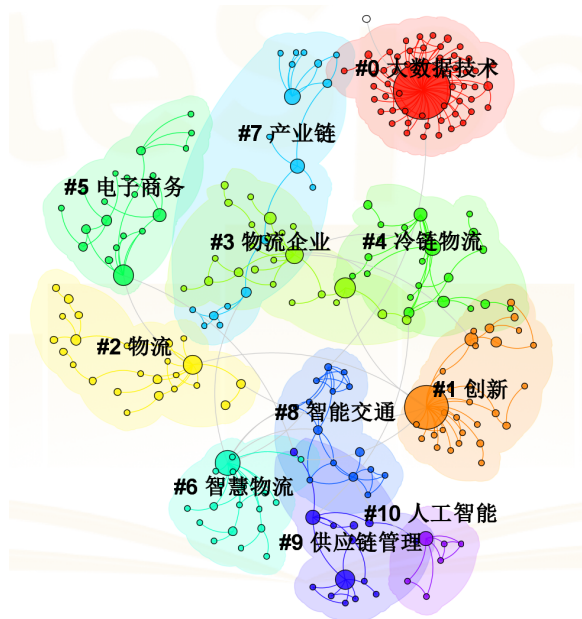 #0 大数据技术
#7 产业链
#5 电子商务
#3 物流企业
#4 冷链物流
#2 物流
#1 创新
#8 智能交通
#6 智慧物流
#10 人工智能
#9 供应链管理